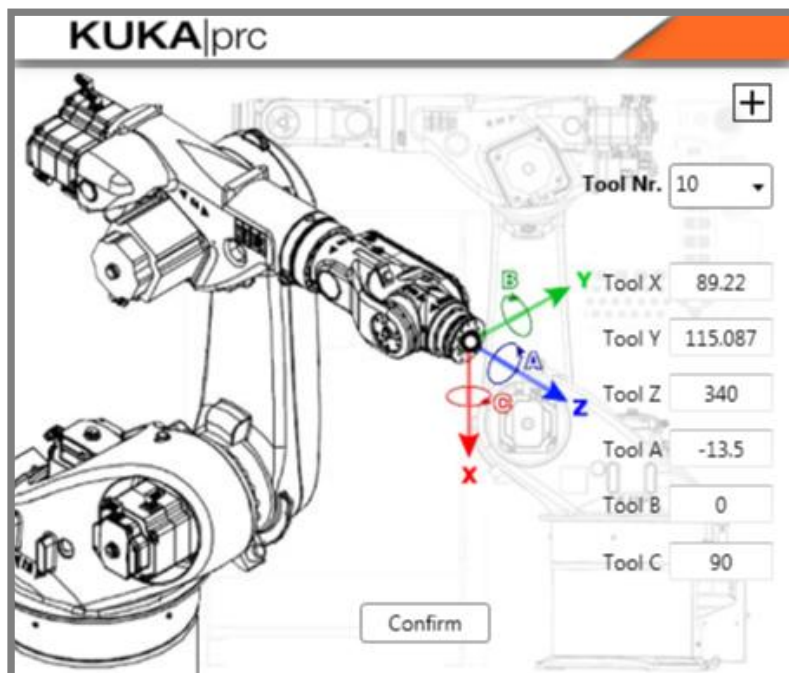 KUKA|prc
Tool Nr. 10
B
Y
Tool X 89.22
Tool Y 115.087
A
Tool Z 340
C
Z
X
Tool A -13.5
Tool B 0
Tool C 90
Confirm